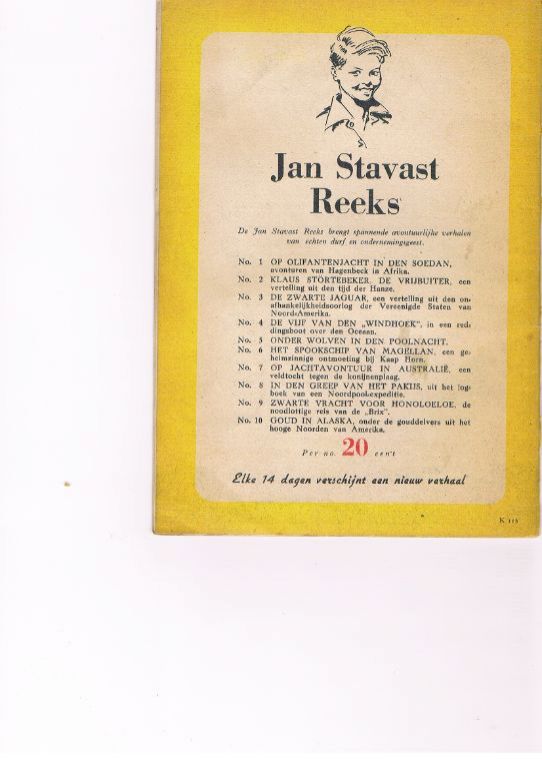 Jan Stavast
Reeks
De Jan Stavast Reeks brengt spannende avontuurlijke verhalen
van echten durf en ondernemingsgeest.
No. 1 OP OLIFANTENJACHT IN DEN SOEDAN,
avonturen van Hagenbeck in Afrika.
No. 2 KLAUS STÖRTEBEKER, DE VRIJBUITER, een
vertelling uit den tijd der Hanze.
No. 3 DE ZWARTE JAGUAR, een vertelling uit den on-
afhankelijkheidsoorlog der Vereenigde Staten van
Noord-Amerika.
No. 4 DE VIJF VAN DEN „WINDHOEK”, in een red-
dingsboot over den Oceaan.
No. 5 ONDER WOLVEN IN DEN POOLNACHT.
No. 6 HET SPOOKSCHIP VAN MAGELLAN, een ge-
heimzinnige ontmoeting bij Kaap Horn.
No. 7 OP JACHTAVONTUUR IN AUSTRALIË, een
veldtocht tegen de konijnenplaag.
No. 8 IN DEN GREEP VAN HET PAKIJS, uit het log-
boek van een Noordpoolexpeditie.
No. 9 ZWARTE VRACHT VOOR HONOLOELOE, de
noodlottige reis van de „Brix”.
No. 10 GOUD IN ALASKA, onder de gouddelvers uit het
hooge Noorden van Amerika.
Per no. 20 cent
Elke 14 dagen verschijnt een nieuw verhaal